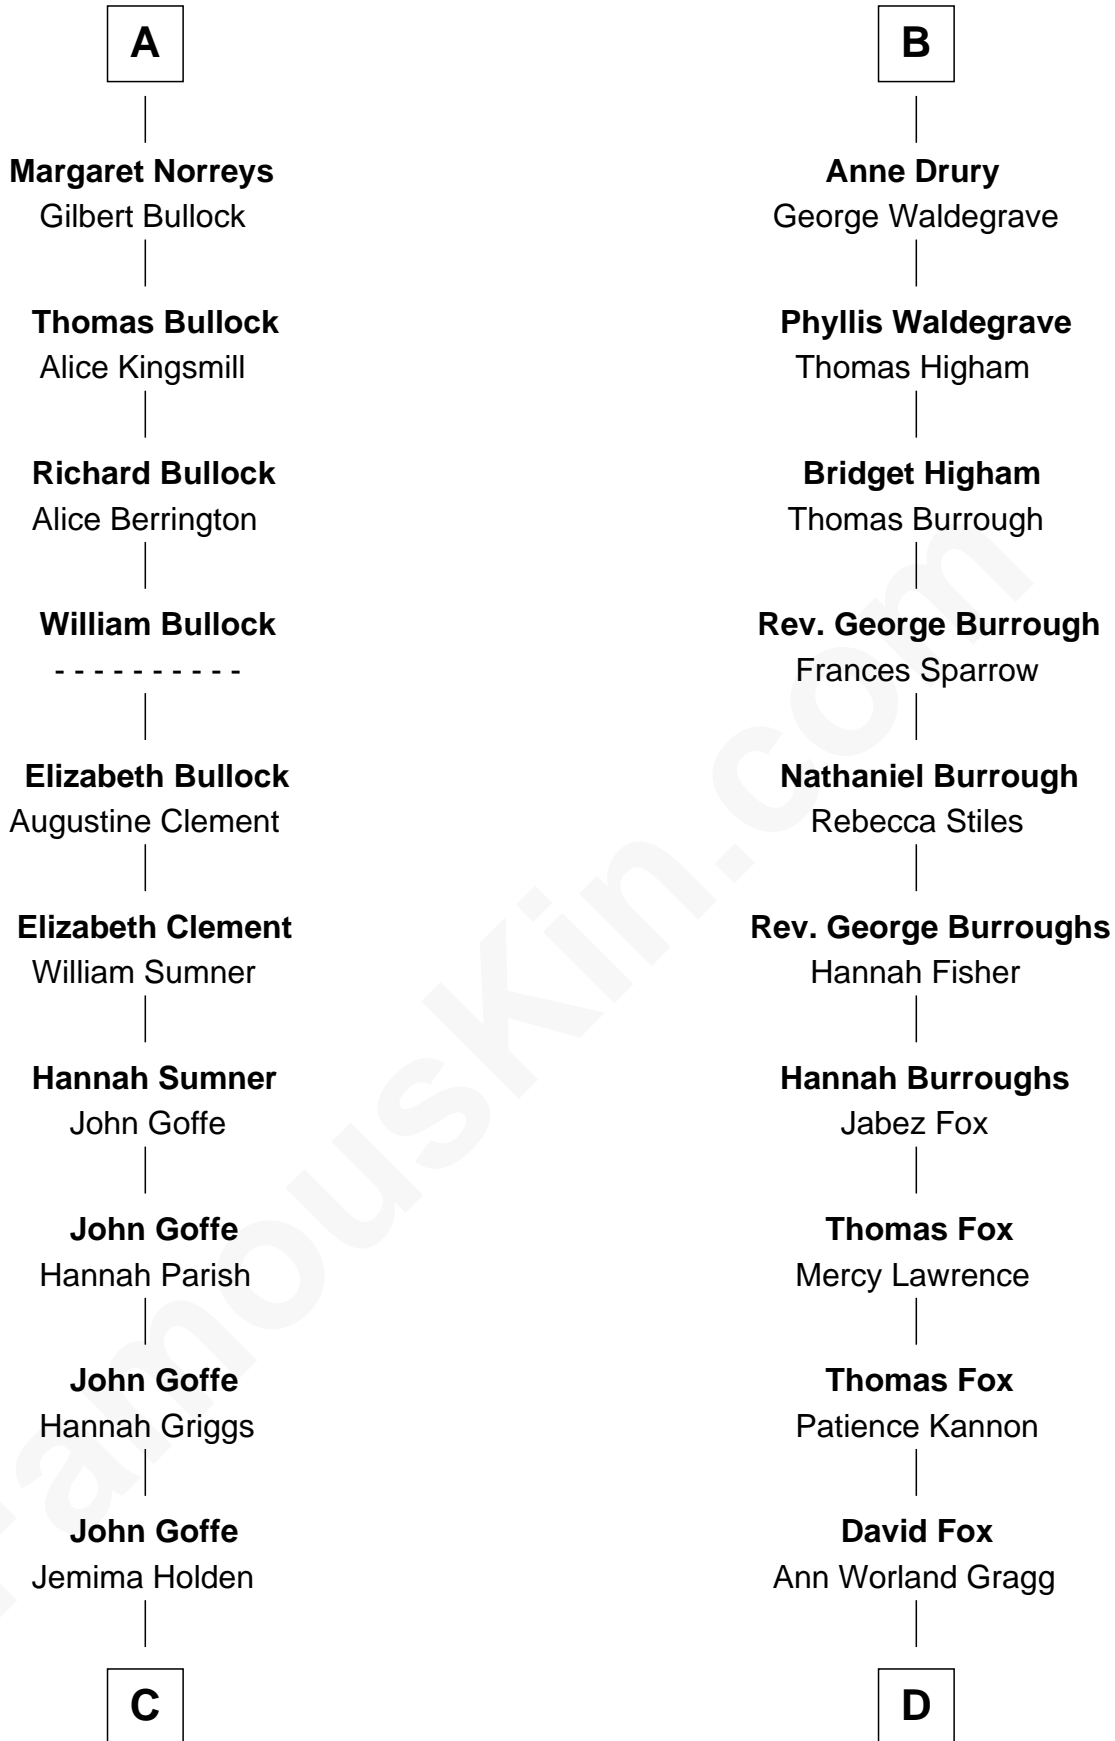 A
Margaret Norreys
Gilbert Bullock
Thomas Bullock
Alice Kingsmill
Richard Bullock
Alice Berrington
William Bullock
- - - - - - - - - -
Elizabeth Bullock
Augustine Clement
Elizabeth Clement
William Sumner
Hannah Sumner
John Goffe
John Goffe
Hannah Parish
John Goffe
Hannah Griggs
John Goffe
Jemima Holden
C
B
Anne Drury
George Waldegrave
Phyllis Waldegrave
Thomas Higham
Bridget Higham
Thomas Burrough
Rev. George Burrough
Frances Sparrow
Nathaniel Burrough
Rebecca Stiles
Rev. George Burroughs
Hannah Fisher
Hannah Burroughs
Jabez Fox
Thomas Fox
Mercy Lawrence
Thomas Fox
Patience Kannon
David Fox
Ann Worland Gragg
D
FamousKin.com